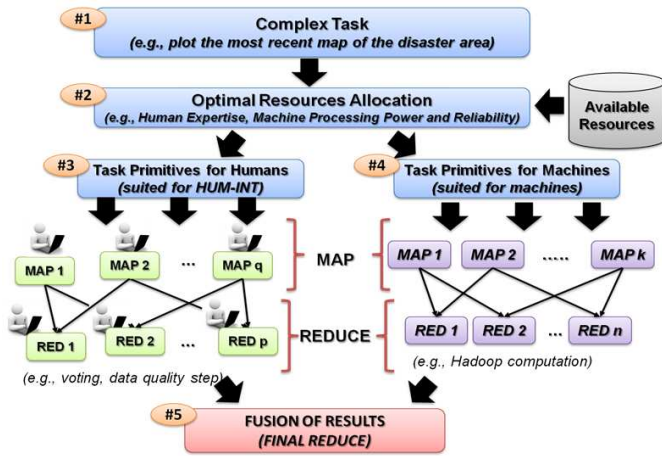 #1
Complex Task
(e.g., plot the most recent map of the disaster area)
#2
Optimal Resources Allocation
(e.g., Human Expertise, Machine Processing Power and Reliability)
Available
Resources
#3
Task Primitives for Humans
(suited for HUM-INT)
#4
Task Primitives for Machines
(suited for machines)
MAP 1
MAP 2
...
MAP q
MAP
MAP 1
MAP 2
.....
MAP k
RED 1
RED 2
...
RED p
REDUCE
RED 1
RED 2
...
RED n
(e.g., voting, data quality step)
(e.g., Hadoop computation)
#5
FUSION OF RESULTS
(FINAL REDUCE)